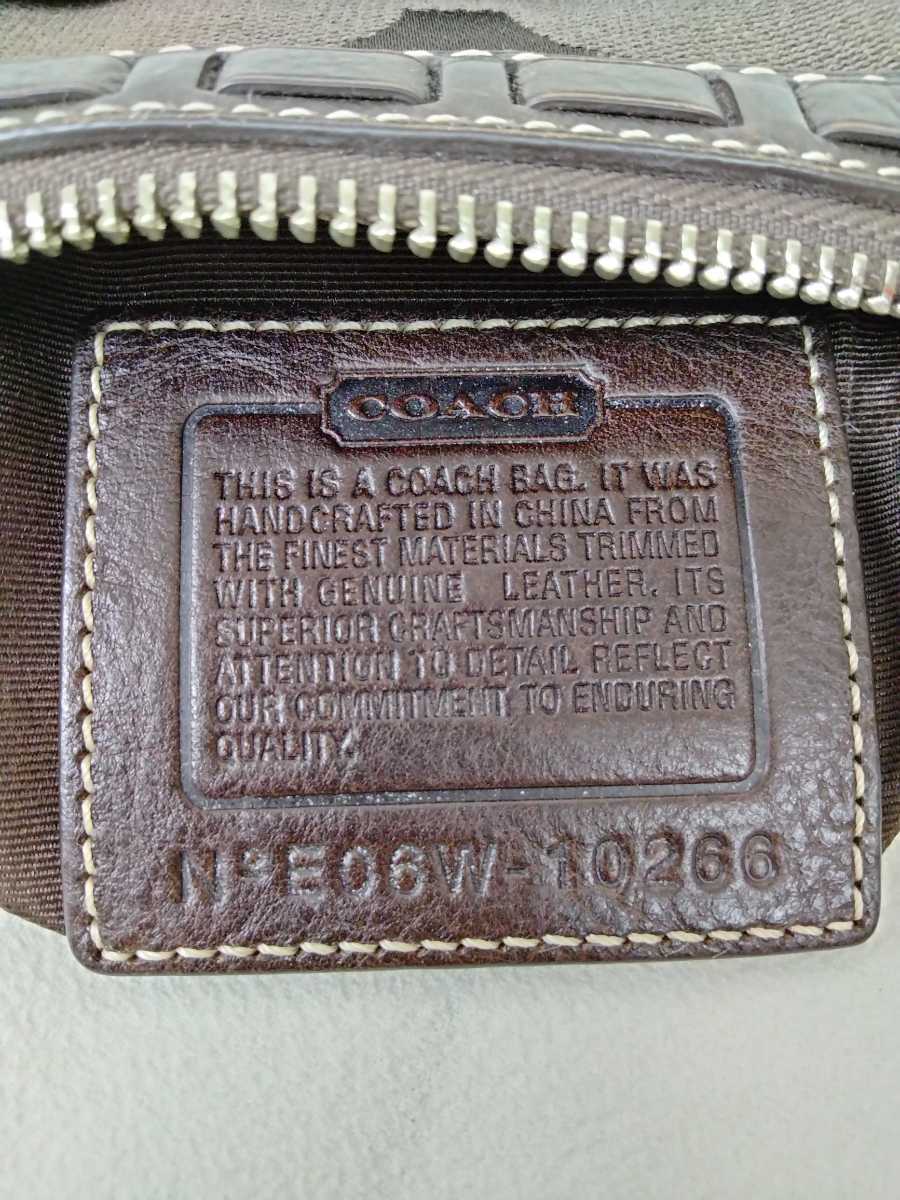 COACH
THIS IS A COACH BAG. IT WAS
HANDCRAFTED IN CHINA FROM
THE FINEST MATERIALS TRIMMED
WITH GENUINE LEATHER. ITS
SUPERIOR CRAFTSMANSHIP AND
ATTENTION TO DETAIL REFLECT
OUR COMMITMENT TO ENDURING
QUALITY.
Nº E06W-10266